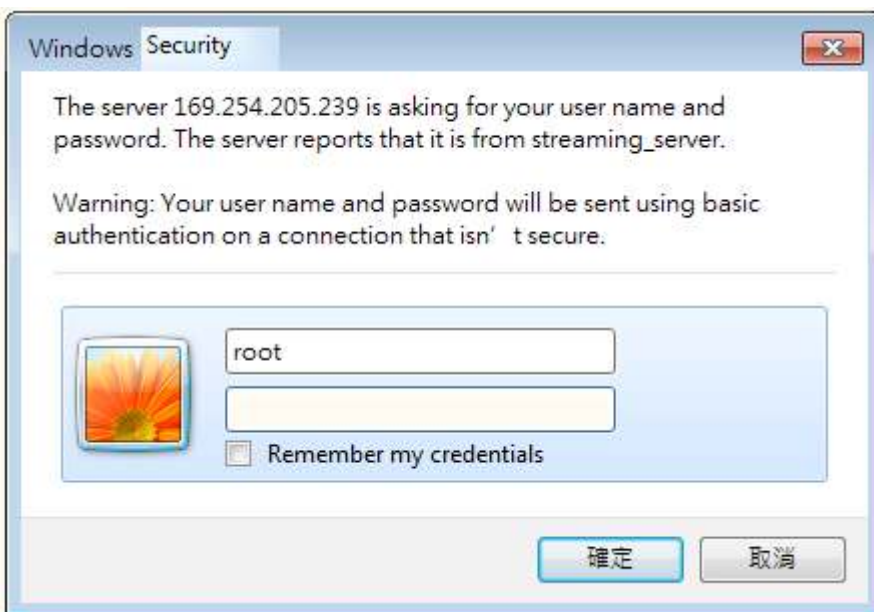 Windows Security
The server 169.254.205.239 is asking for your user name and
password. The server reports that it is from streaming_server.
Warning: Your user name and password will be sent using basic
authentication on a connection that isn’ t secure.
root
Remember my credentials
確定 取消